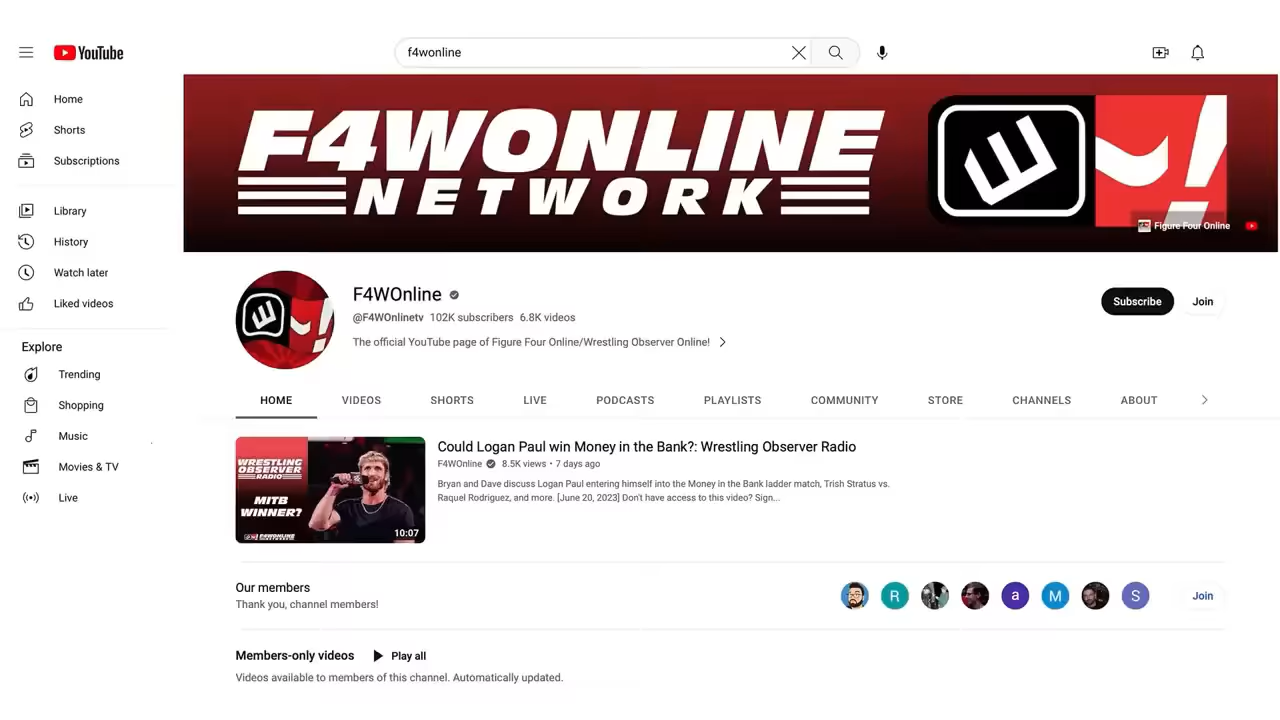 YouTube
f4wonline
Home
Shorts
Subscriptions
Library
History
Watch later
Liked videos
Explore
Trending
Shopping
Music
Movies & TV
Live
F4WONLINE
NETWORK
Figure Four Online
F4WOnline
@F4WOnlinetv 102K subscribers 6.8K videos
The official YouTube page of Figure Four Online/Wrestling Observer Online!
Subscribe
Join
HOME VIDEOS SHORTS LIVE PODCASTS PLAYLISTS COMMUNITY STORE CHANNELS ABOUT
WRESTLING
OBSERVER
RADIO
MITB
WINNER?
F4WONLINE
NETWORK
10:07
Could Logan Paul win Money in the Bank?: Wrestling Observer Radio
F4WOnline 8.5K views • 7 days ago
Bryan and Dave discuss Logan Paul entering himself into the Money in the Bank ladder match, Trish Stratus vs.
Raquel Rodriguez, and more. [June 20, 2023] Don't have access to this video? Sign...
Our members
Thank you, channel members!
R
a
M
S
Join
Members-only videos Play all
Videos available to members of this channel. Automatically updated.